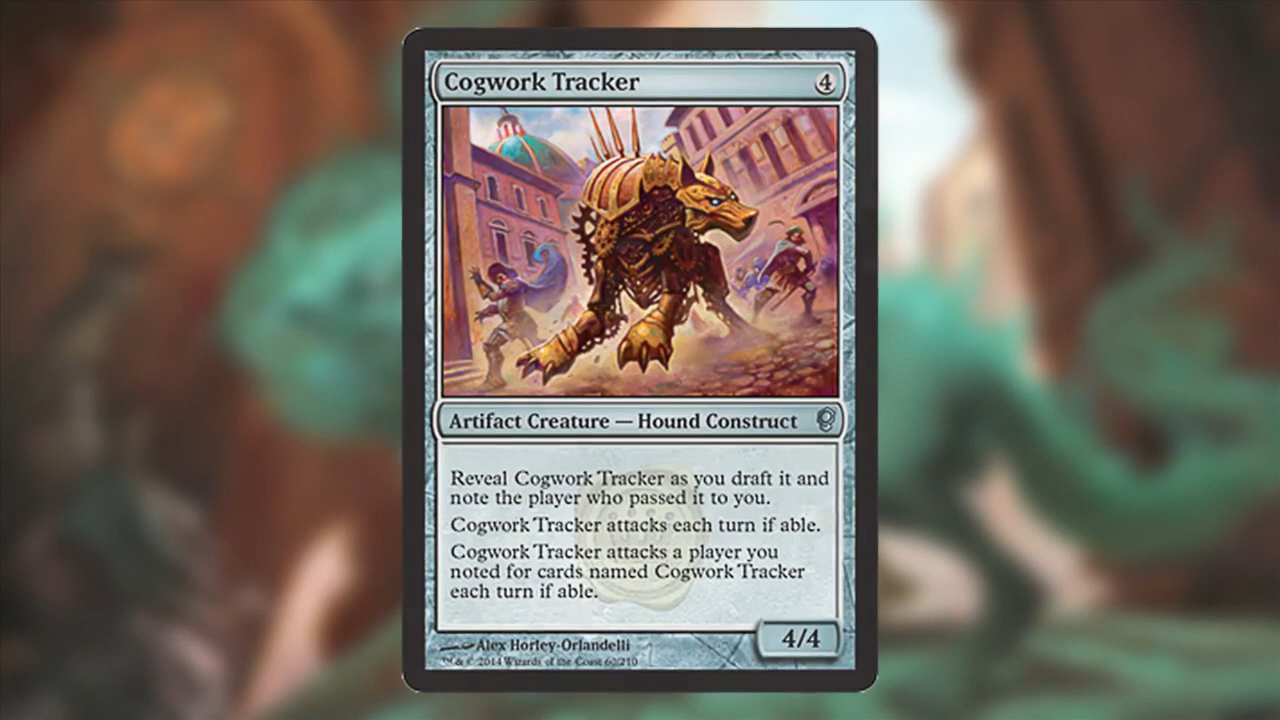 Cogwork Tracker 4
Artifact Creature — Hound Construct
Reveal Cogwork Tracker as you draft it and
note the player who passed it to you.
Cogwork Tracker attacks each turn if able.
Cogwork Tracker attacks a player you
noted for cards named Cogwork Tracker
each turn if able.
4/4
Alex Horley-Orlandelli
™ & © 2014 Wizards of the Coast 60/210